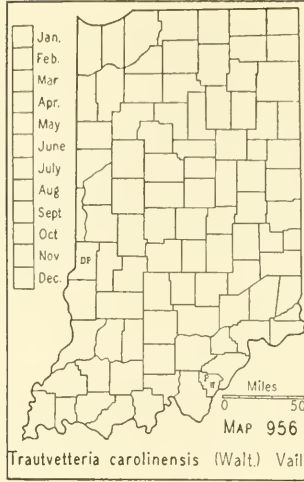 Jan.
Feb.
Mar
Apr.
May
June
July
Aug
Sept
Oct
Nov
Dec.
DP
Miles
0 50
MAP 956
Trautvetteria carolinensis (Walt.) Vail